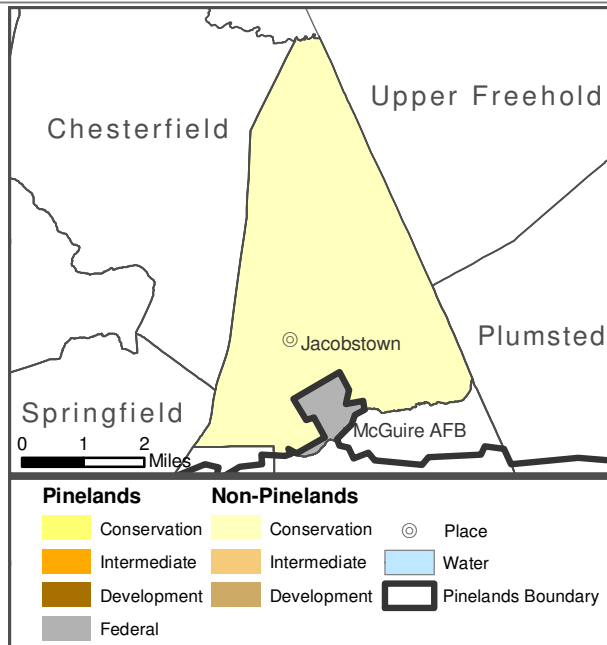 Upper Freehold
Chesterfield
Jacobstown
Plumsted
Springfield
McGuire AFB
0 1 2
Miles
Pinelands Non-Pinelands
Conservation Conservation Place
Intermediate Intermediate Water
Development Development Pinelands Boundary
Federal